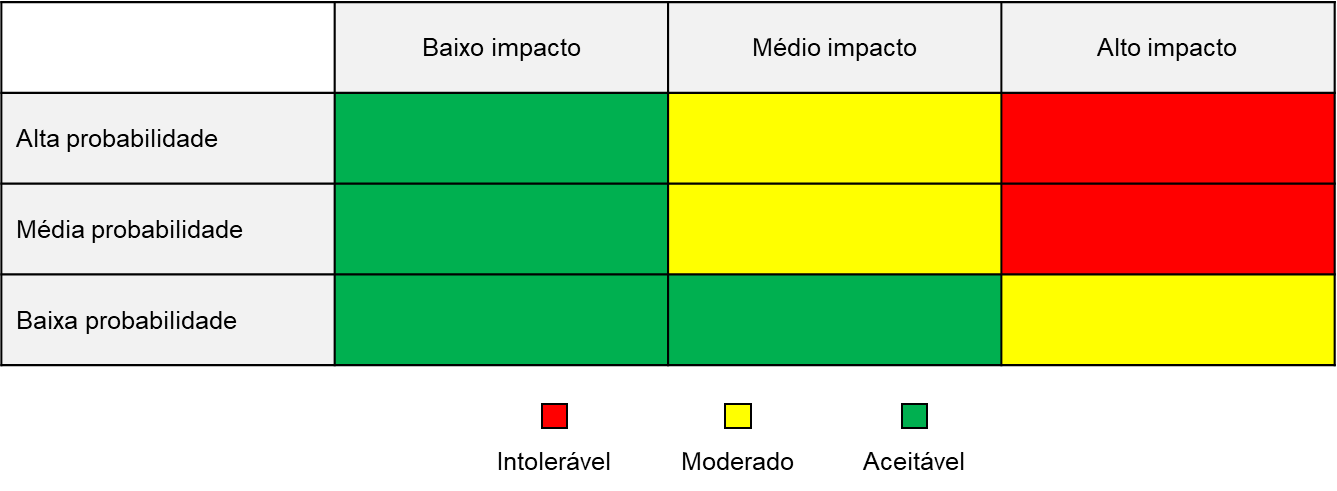 Baixo impacto Médio impacto Alto impacto
Alta probabilidade
Média probabilidade
Baixa probabilidade
Intolerável Moderado Aceitável